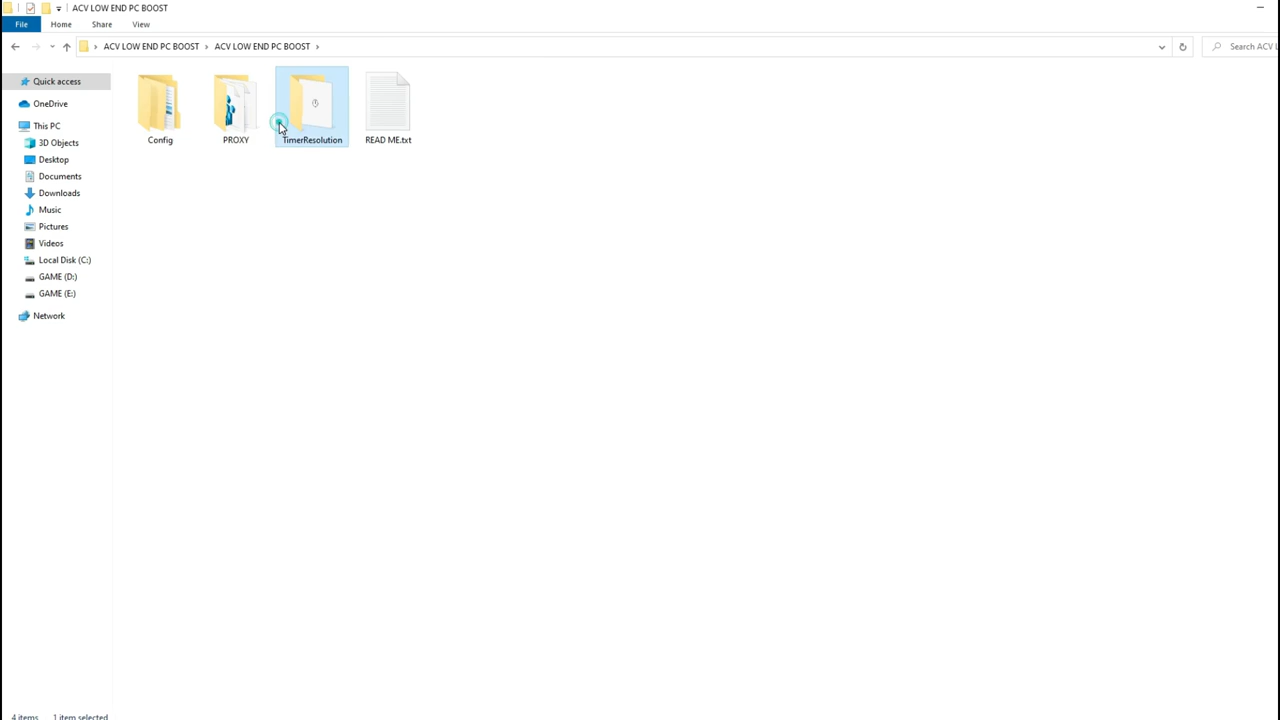 ACV LOW END PC BOOST
File Home Share View
ACV LOW END PC BOOST ACV LOW END PC BOOST
Search ACV L
Quick access
OneDrive
This PC
3D Objects
Desktop
Documents
Downloads
Music
Pictures
Videos
Local Disk (C:)
GAME (D:)
GAME (E:)
Network
Config PROXY TimerResolution READ ME.txt
4 items 1 item selected